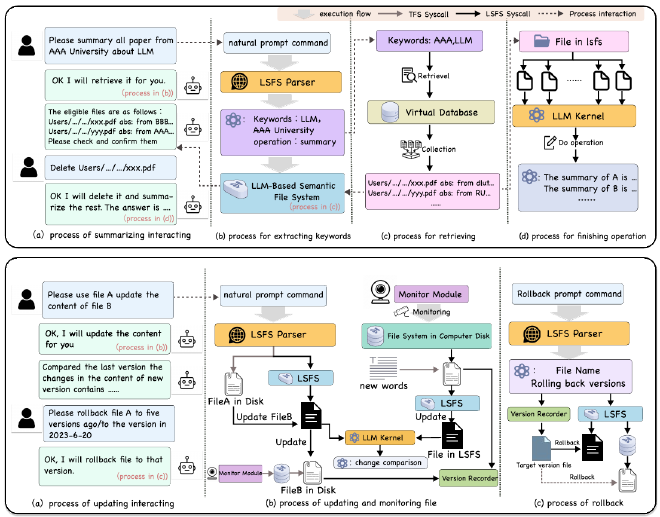 execution flow
TFS Syscall
LSFS Syscall
Process interaction
Please summary all paper from
AAA University about LLM
OK I will retrieve it for you.
(process in (b))
The eligible files are as follows :
Users/.../.../xxx.pdf abs: from BBB...
Users/.../.../yyy.pdf abs: from AAA...
Please check and confirm them
Delete Users/.../.../xxx.pdf
OK I will delete it and summa-
rize the rest. The answer is ....
(process in (d))
(a) process of summarizing interacting
natural prompt command
LSFS Parser
: Keywords : LLM,
AAA University
operation : summary
LLM-Based Semantic
File System
(process in (c))
(b) process for extracting keywords
Keywords: AAA,LLM
Retrievel
Virtual Database
Collection
Users/.../.../xxx.pdf abs: from dlut...
Users/.../.../yyy.pdf abs: from RU...
......
(c) process for retrieving
File in lsfs
......
LLM Kernel
Do operation
: The summary of A is ...
The summary of B is ...
......
(d) process for finishing operation
Please use file A update the
content of file B
OK, I will update the content
for you
(process in (b))
Compared the last version the
changes in the content of new
version contains ......
Please rollback file A to five
versions ago/to the version in
2023-6-20
OK, I will rollback file to that
version.
(process in (c))
(a) process of updating interacting
natural prompt command
LSFS Parser
LSFS
FileA in Disk
Update FileB
Update
Monitor Module
FileB in Disk
LLM Kernel
: change comparison
Monitor Module
Monitoring
File System in Computer Disk
new words
LSFS
Update
File in LSFS
Version Recorder
(b) process of updating and monitoring file
Rollback prompt command
LSFS Parser
: File Name
Rolling back versions
Version Recorder
LSFS
Rollback
Target version file
Rollback
(c) process of rollback